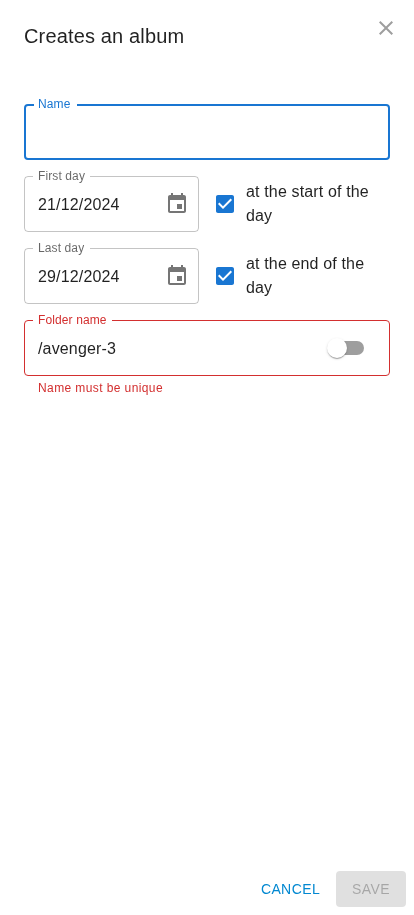 Creates an album
Name
First day
21/12/2024
at the start of the
day
Last day
29/12/2024
at the end of the
day
Folder name
/avenger-3
Name must be unique
CANCEL
SAVE